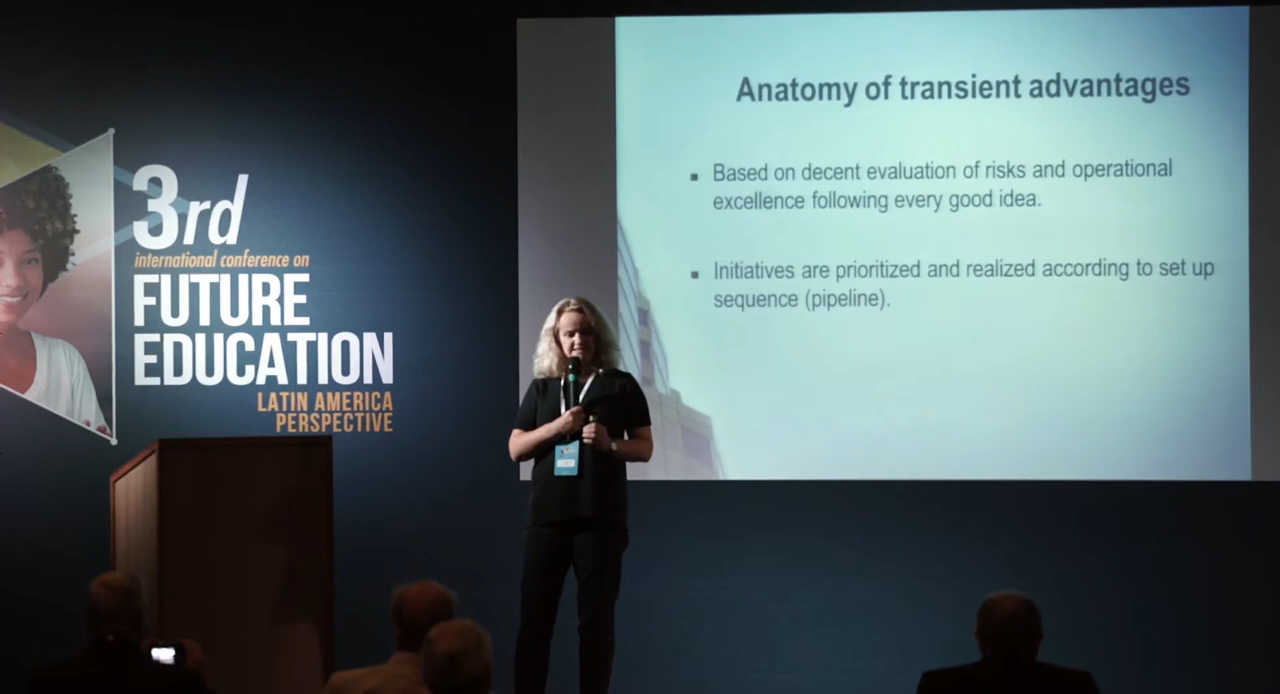 3rd
international conference on
FUTURE
EDUCATION
LATIN AMERICA
PERSPECTIVE
Anatomy of transient advantages
▪ Based on decent evaluation of risks and operational
excellence following every good idea.
▪ Initiatives are prioritized and realized according to set up
sequence (pipeline).